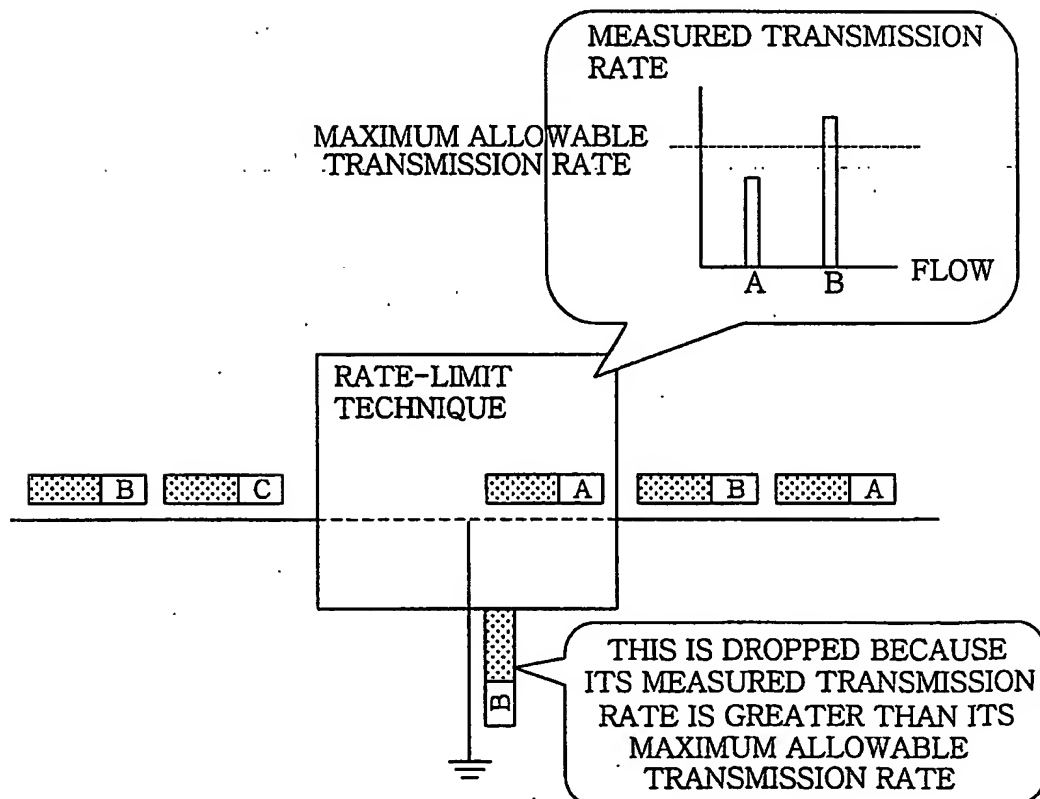 MEASURED TRANSMISSION
RATE
MAXIMUM ALLOWABLE
TRANSMISSION RATE
A
B
FLOW
RATE-LIMIT
TECHNIQUE
B
C
A
B
A
B
THIS IS DROPPED BECAUSE
ITS MEASURED TRANSMISSION
RATE IS GREATER THAN ITS
MAXIMUM ALLOWABLE
TRANSMISSION RATE